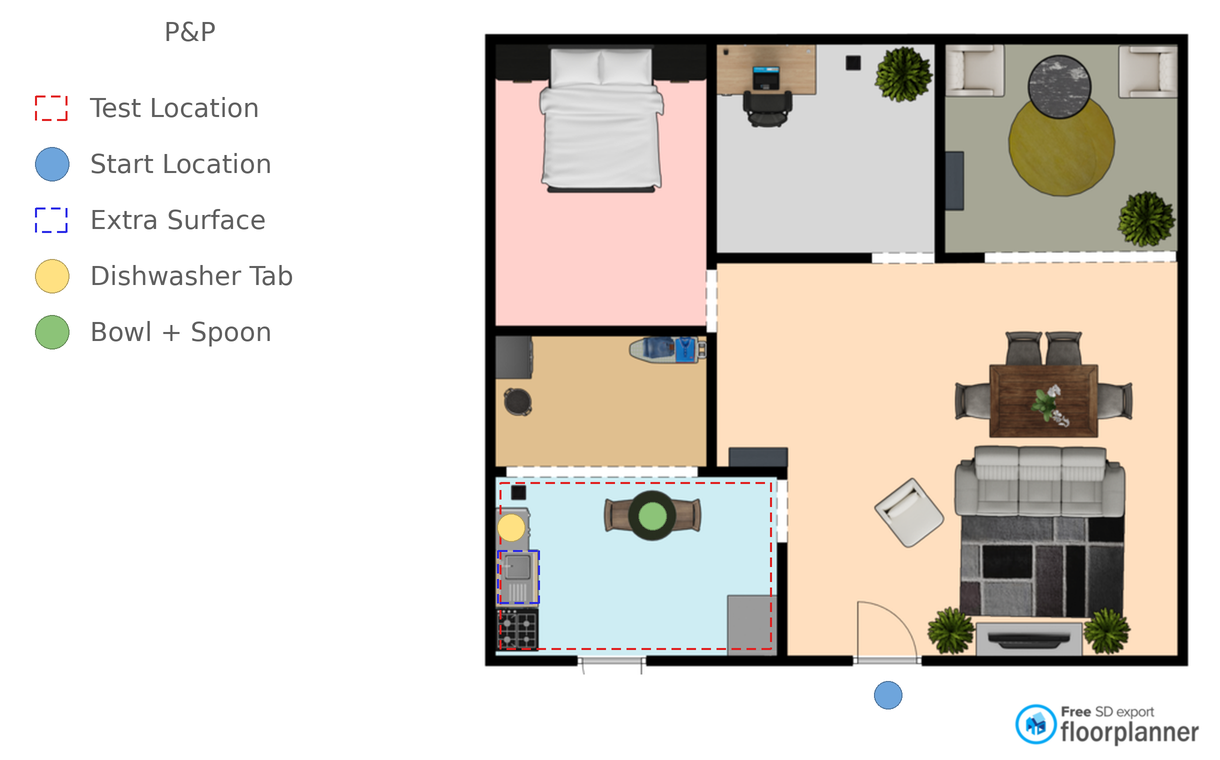 P&P
Test Location
Start Location
Extra Surface
Dishwasher Tab
Bowl + Spoon
Free SD export
floorplanner